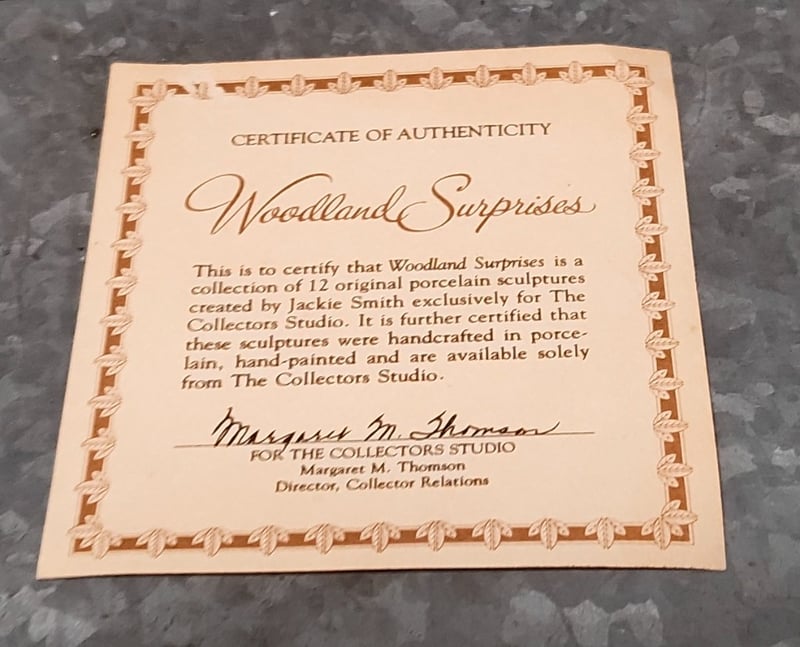 CERTIFICATE OF AUTHENTICITY
Woodland Surprises
This is to certify that Woodland Surprises is a
collection of 12 original porcelain sculptures
created by Jackie Smith exclusively for The
Collectors Studio. It is further certified that
these sculptures were handcrafted in porce-
lain, hand-painted and are available solely
from The Collectors Studio.
Margaret M. Thomson
FOR THE COLLECTORS STUDIO
Margaret M. Thomson
Director, Collector Relations